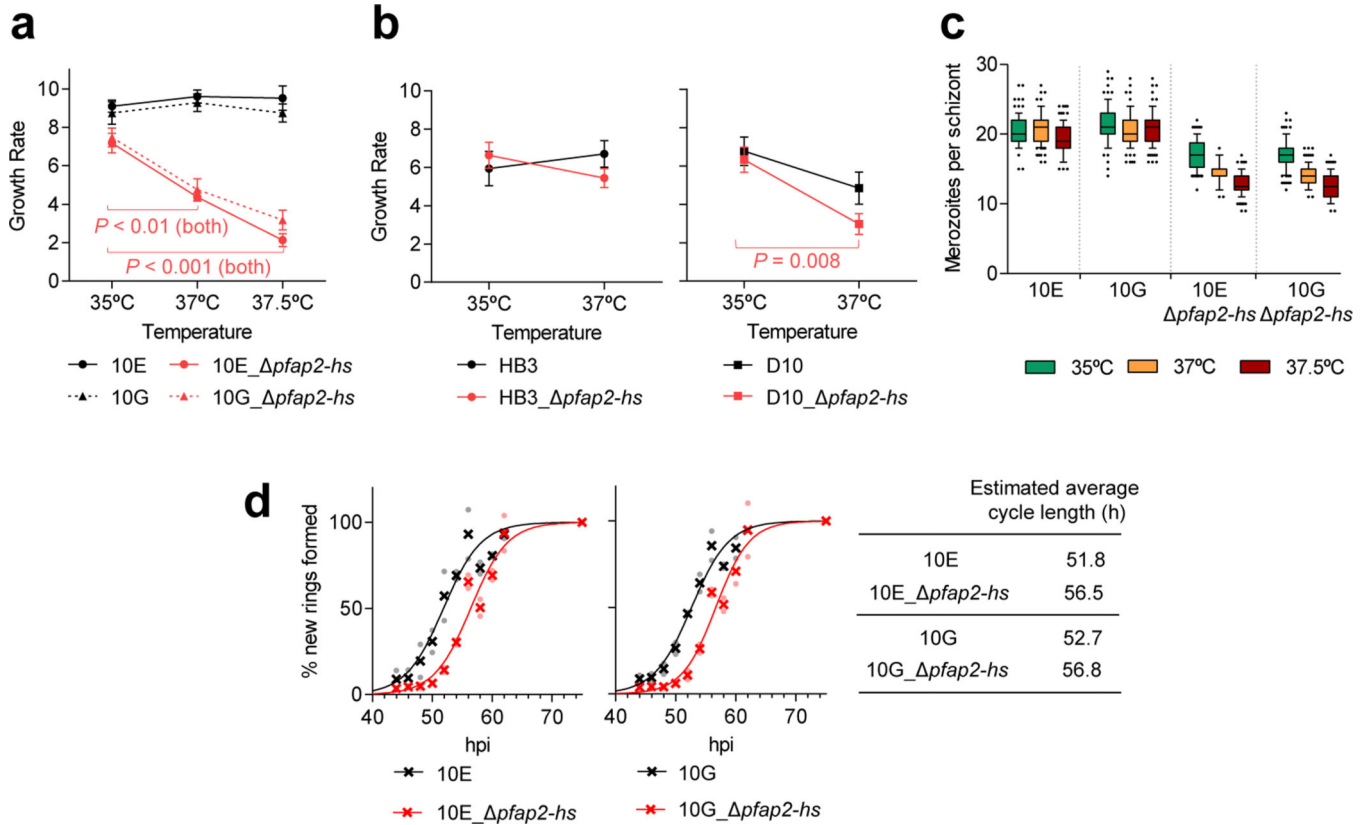 a
Growth Rate
10
8
6
4
2
0
P < 0.01 (both)
P < 0.001 (both)
35ºC 37ºC 37.5ºC
Temperature
10E 10E_Δpfap2-hs
10G 10G_Δpfap2-hs
b
Growth Rate
10
8
6
4
2
0
35ºC 37ºC
Temperature
HB3
HB3_Δpfap2-hs
P = 0.008
35ºC 37ºC
Temperature
D10
D10_Δpfap2-hs
c
Merozoites per schizont
30
20
10
0
10E 10G 10E 10G
Δpfap2-hs Δpfap2-hs
35ºC 37ºC 37.5ºC
d
% new rings formed
100
50
0
40 50 60 70
hpi
10E
10E_Δpfap2-hs
40 50 60 70
hpi
10G
10G_Δpfap2-hs
Estimated average
cycle length (h)
10E 51.8
10E_Δpfap2-hs 56.5
10G 52.7
10G_Δpfap2-hs 56.8